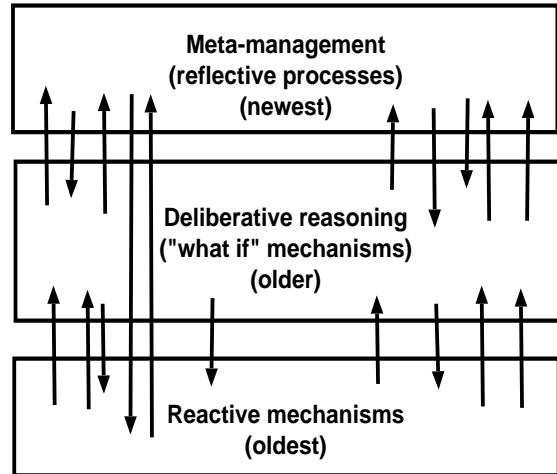 Meta-management
(reflective processes)
(newest)
Deliberative reasoning
("what if" mechanisms)
(older)
Reactive mechanisms
(oldest)